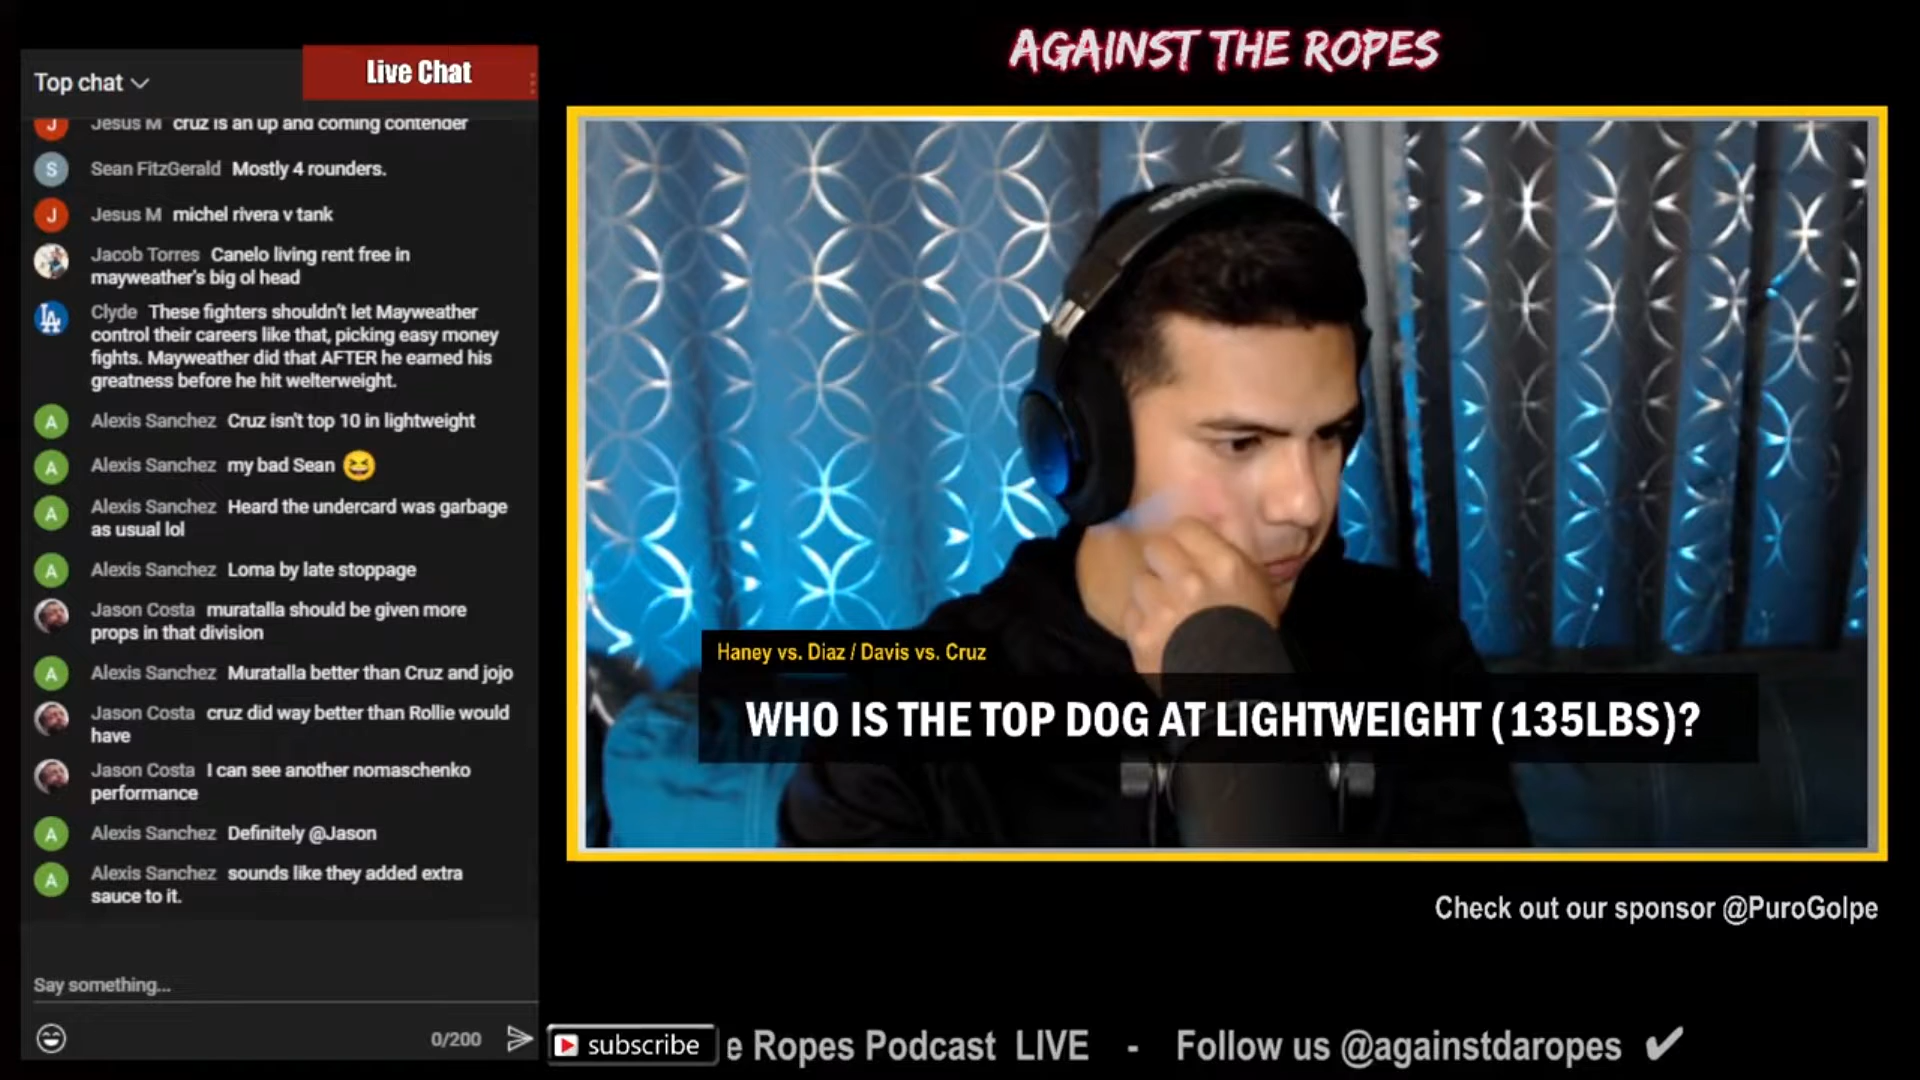 AGAINST THE ROPES
Top chat
Live Chat
J Jesus M cruz is an up and coming contender
S Sean FitzGerald Mostly 4 rounders.
J Jesus M michel rivera v tank
Jacob Torres Canelo living rent free in
mayweather's big ol head
LA Clyde These fighters shouldn't let Mayweather
control their careers like that, picking easy money
fights. Mayweather did that AFTER he earned his
greatness before he hit welterweight.
A Alexis Sanchez Cruz isn't top 10 in lightweight
A Alexis Sanchez my bad Sean 😆
A Alexis Sanchez Heard the undercard was garbage
as usual lol
A Alexis Sanchez Loma by late stoppage
Jason Costa muratalla should be given more
props in that division
A Alexis Sanchez Muratalla better than Cruz and jojo
Jason Costa cruz did way better than Rollie would
have
Jason Costa I can see another nomaschenko
performance
A Alexis Sanchez Definitely @Jason
A Alexis Sanchez sounds like they added extra
sauce to it.
Say something...
0/200
Haney vs. Diaz / Davis vs. Cruz
WHO IS THE TOP DOG AT LIGHTWEIGHT (135LBS)?
Check out our sponsor @PuroGolpe
subscribe
e Ropes Podcast LIVE - Follow us @againstdaropes ✔